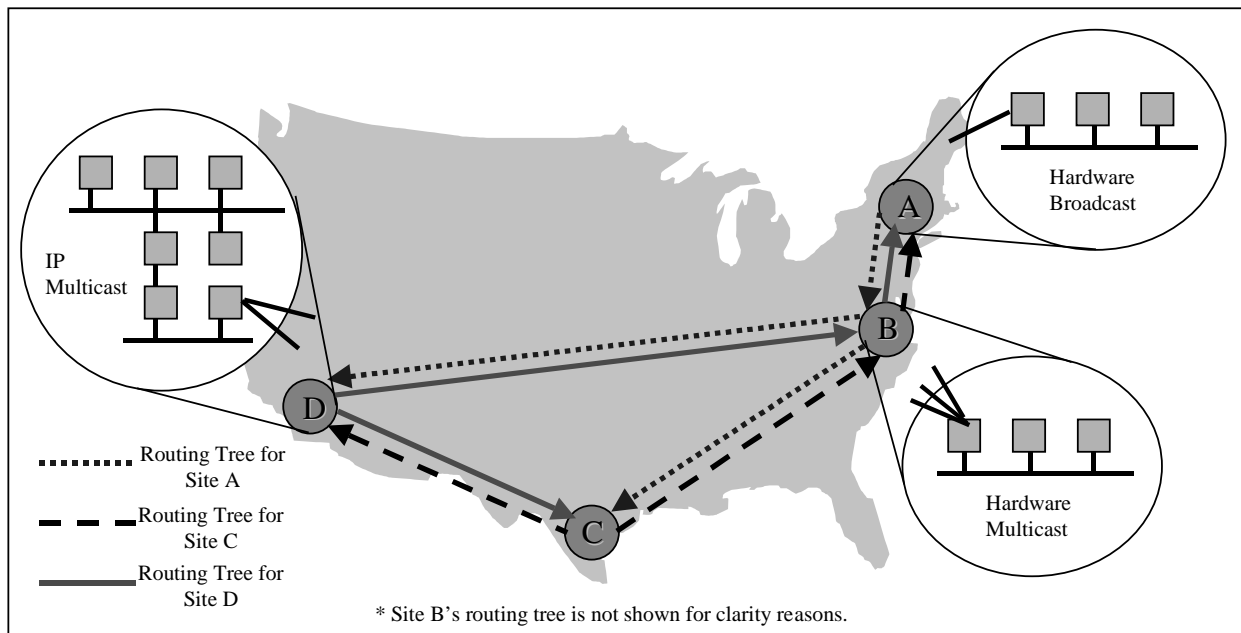 Hardware
Broadcast
A
IP
Multicast
B
D
Hardware
Multicast
C
Routing Tree for
Site A
Routing Tree for
Site C
Routing Tree for
Site D
* Site B's routing tree is not shown for clarity reasons.